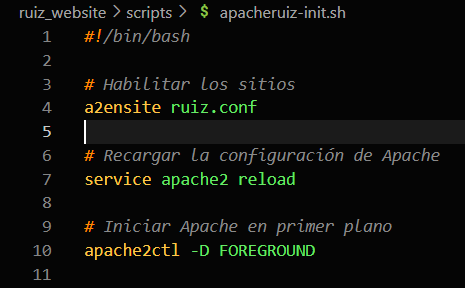 ruiz_website > scripts > $ apacheruiz-init.sh
1 #!/bin/bash
2
3 # Habilitar los sitios
4 a2ensite ruiz.conf
5
6 # Recargar la configuración de Apache
7 service apache2 reload
8
9 # Iniciar Apache en primer plano
10 apache2ctl -D FOREGROUND
11